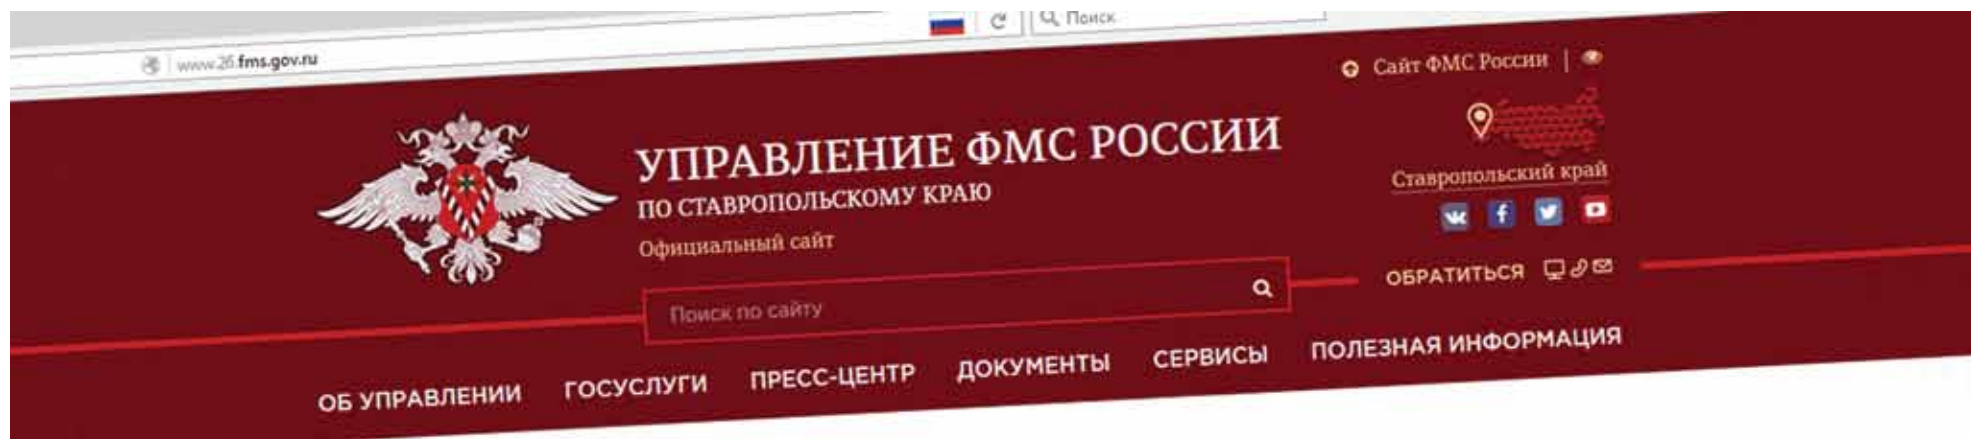 www.26.fms.gov.ru
Поиск
Сайт ФМС России
УПРАВЛЕНИЕ ФМС РОССИИ
ПО СТАВРОПОЛЬСКОМУ КРАЮ
Официальный сайт
Ставропольский край
ОБРАТИТЬСЯ
Поиск по сайту
ОБ УПРАВЛЕНИИ ГОСУСЛУГИ ПРЕСС-ЦЕНТР ДОКУМЕНТЫ СЕРВИСЫ ПОЛЕЗНАЯ ИНФОРМАЦИЯ